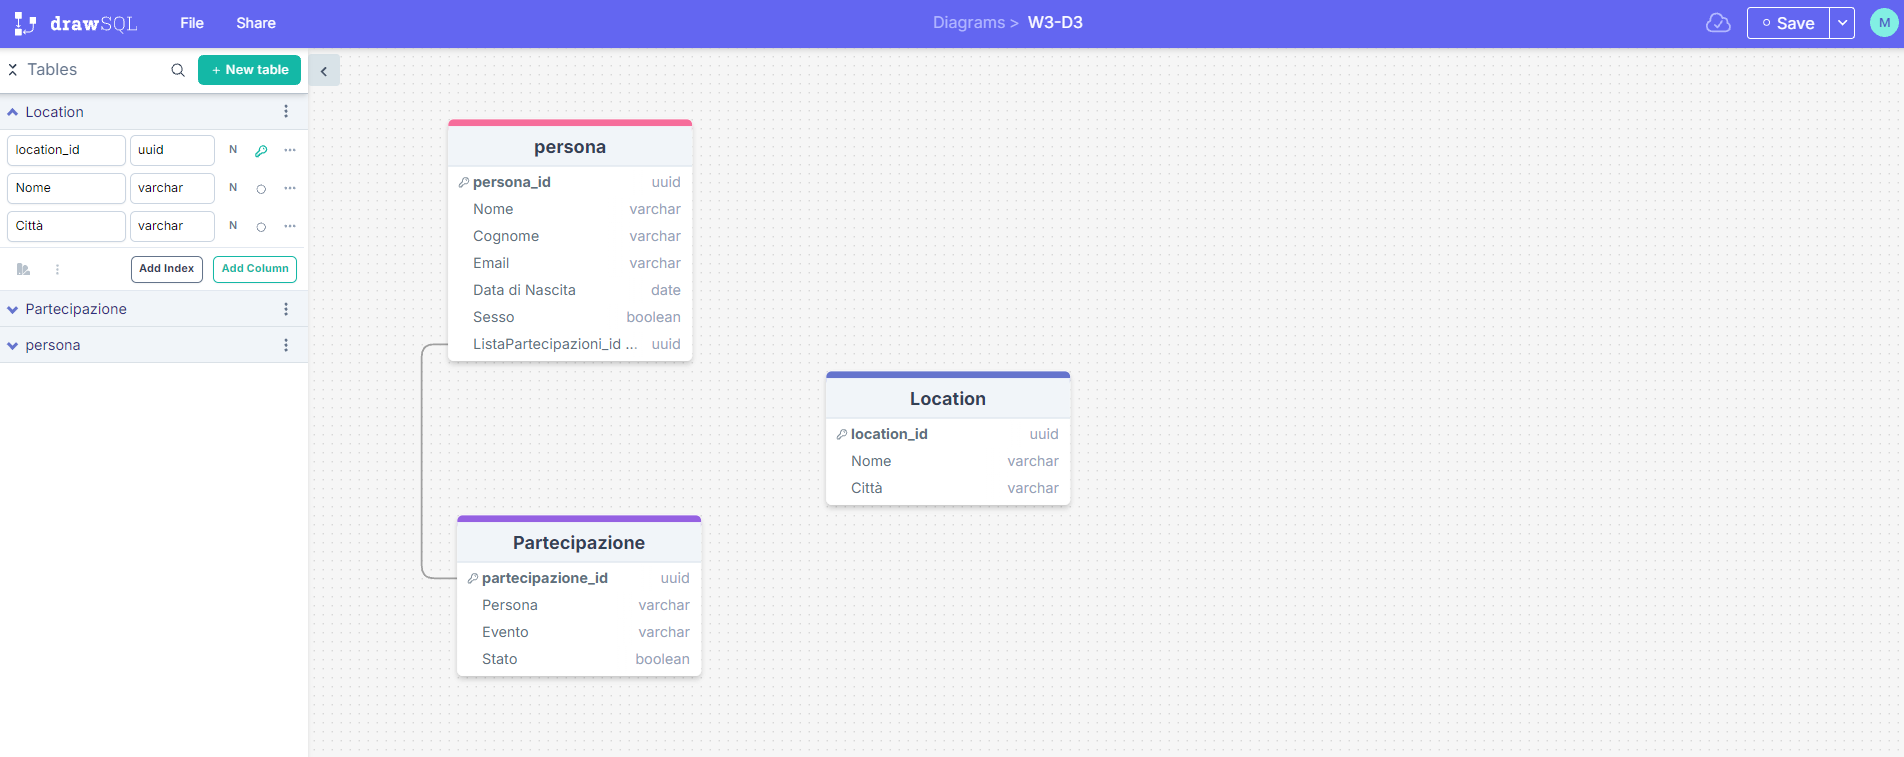 drawSQL File Share Diagrams > W3-D3 Save M
Tables + New table
Location
location_id uuid N
Nome varchar N
Città varchar N
Add Index Add Column
Partecipazione
persona
persona
persona_id uuid
Nome varchar
Cognome varchar
Email varchar
Data di Nascita date
Sesso boolean
ListaPartecipazioni_id ... uuid
Location
location_id uuid
Nome varchar
Città varchar
Partecipazione
partecipazione_id uuid
Persona varchar
Evento varchar
Stato boolean